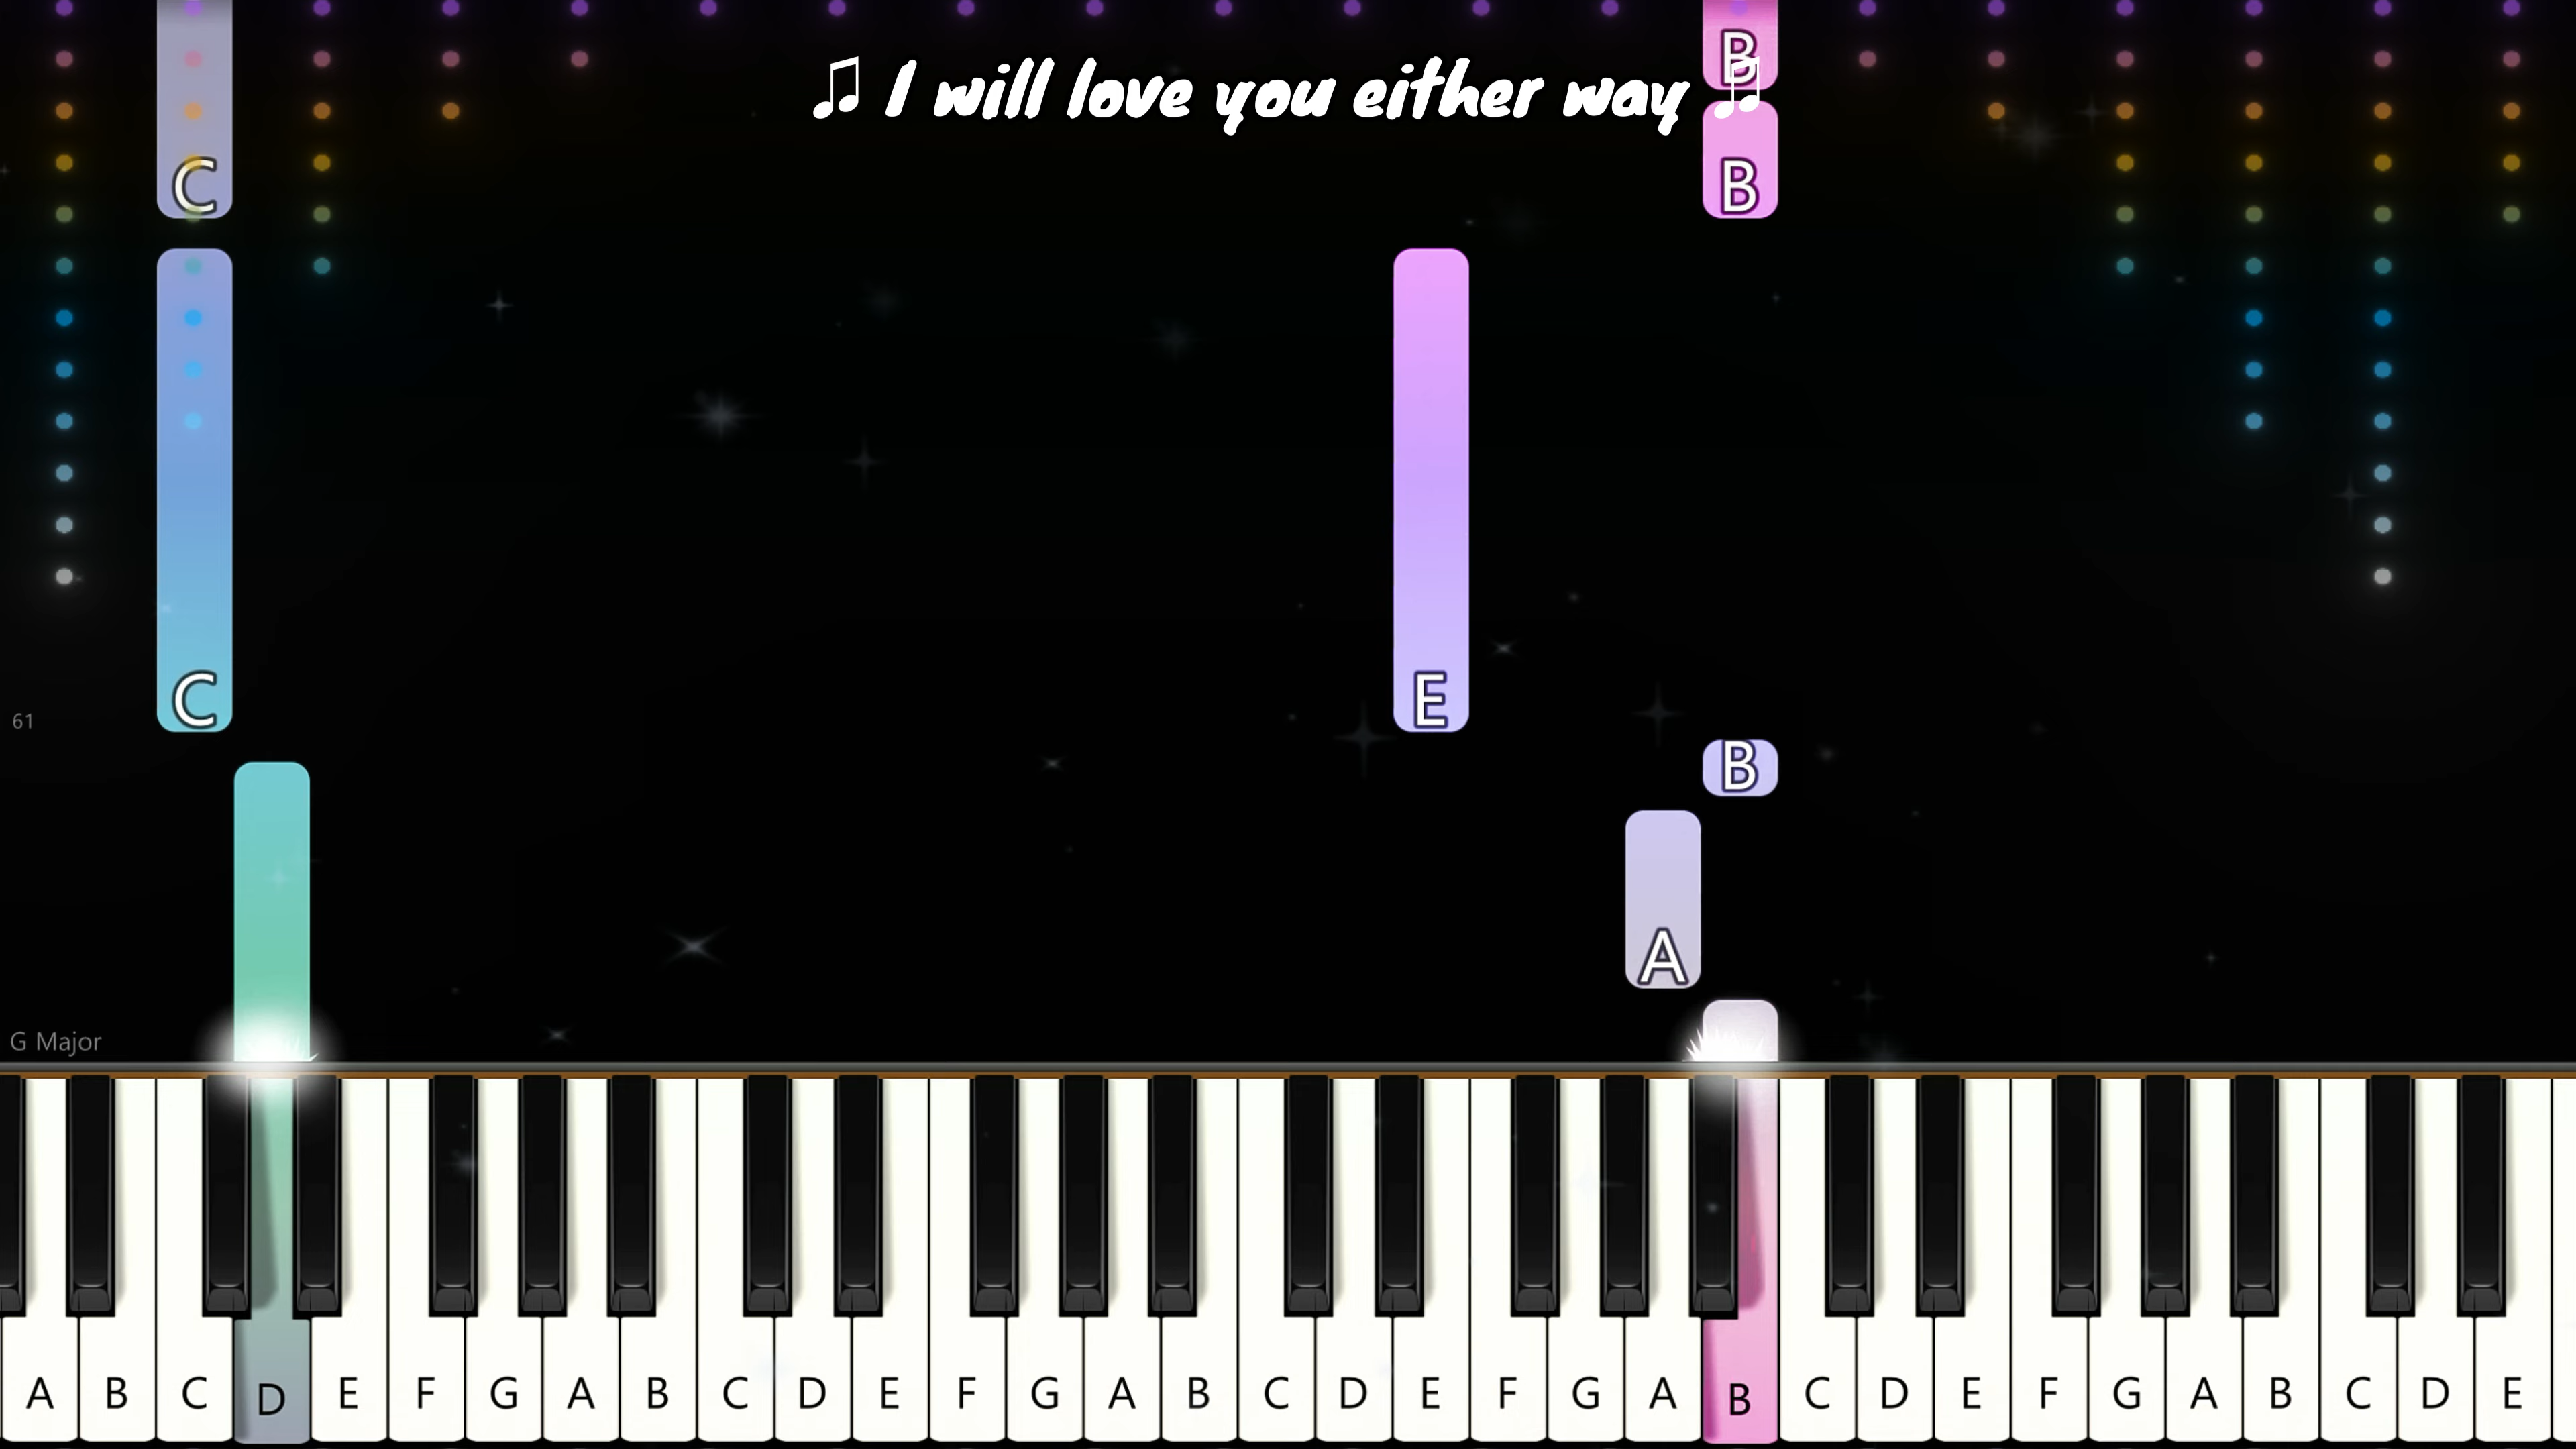 B
♫ I will love you either way ♫
C B
C E
61
B
A
G Major
A B C D E F G A B C D E F G A B C D E F G A B C D E F G A B C D E